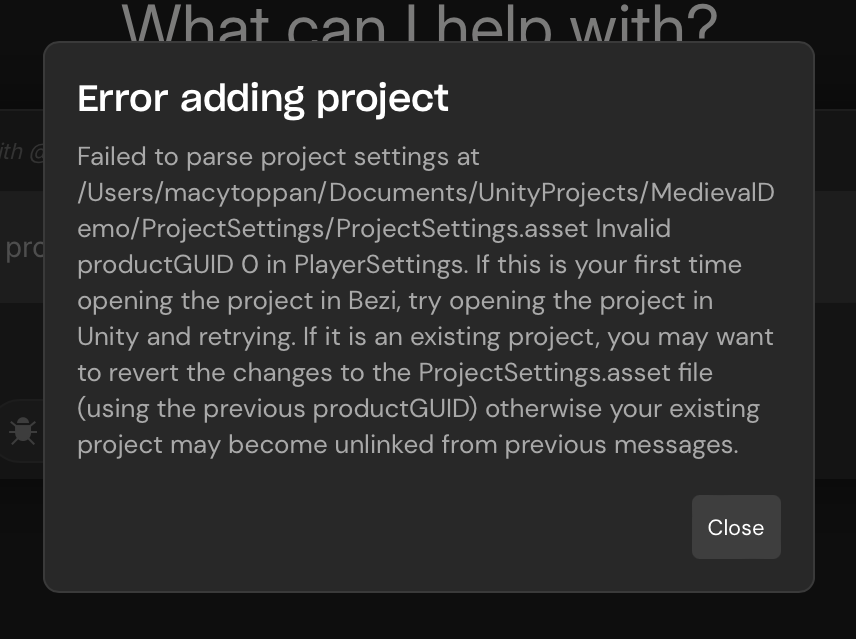 What can I help with?
Error adding project
ith @
Failed to parse project settings at
/Users/macytoppan/Documents/UnityProjects/MedievalD
emo/ProjectSettings/ProjectSettings.asset Invalid
pro
productGUID 0 in PlayerSettings. If this is your first time
opening the project in Bezi, try opening the project in
Unity and retrying. If it is an existing project, you may want
to revert the changes to the ProjectSettings.asset file
(using the previous productGUID) otherwise your existing
project may become unlinked from previous messages.
Close